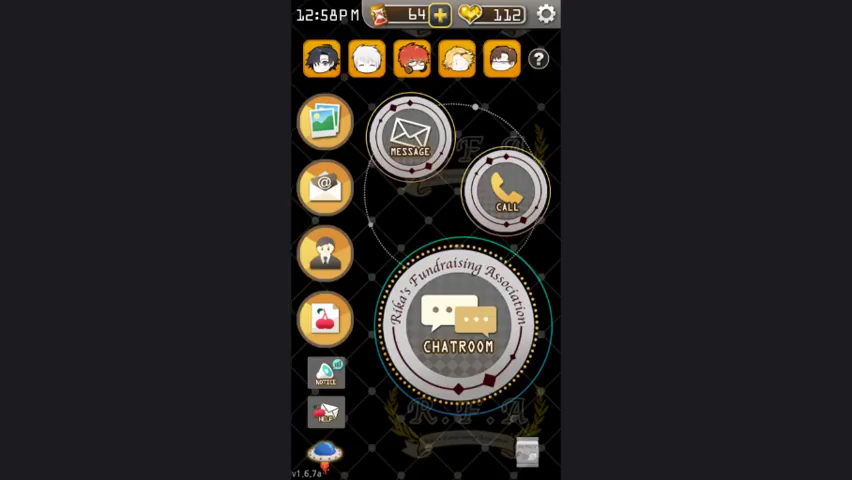 12:58PM
64
112
?
MESSAGE
@
CALL
Rika's Fundraising Association
CHATROOM
NOTICE
HELP
R.F.A
v1.6.7a